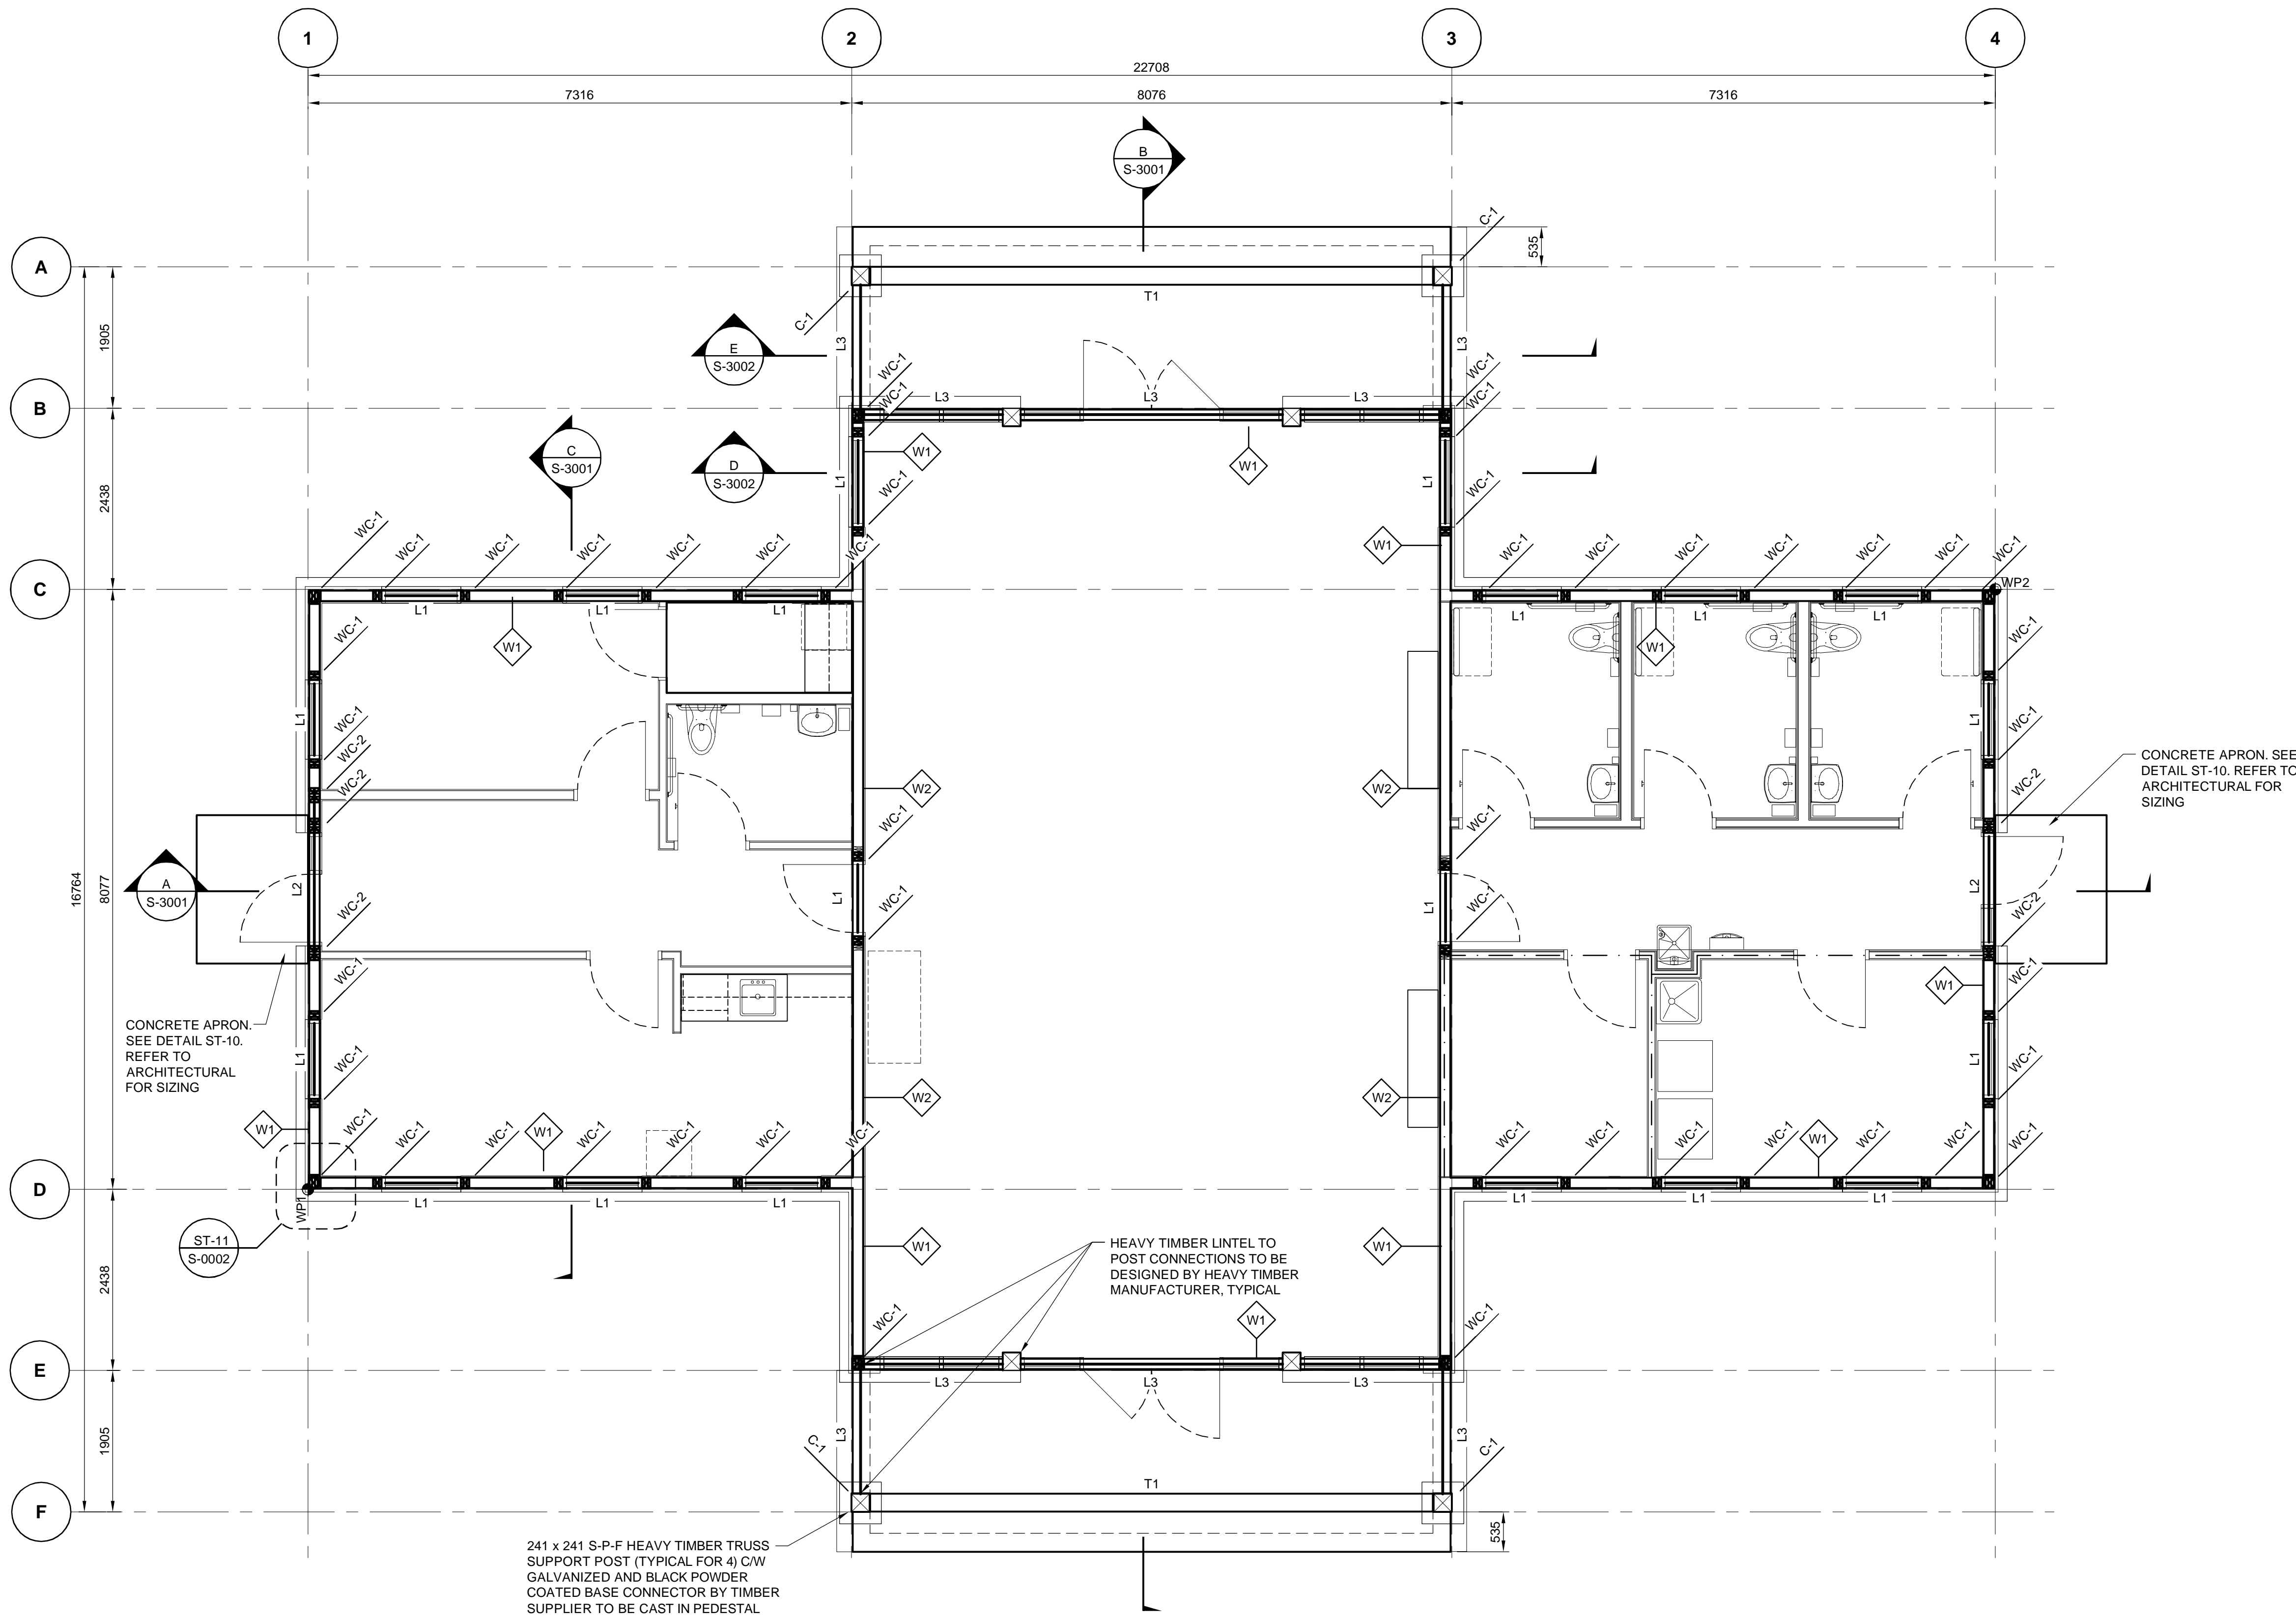 1
2
3
4
22708
7316
8076
7316
B
S-3001
C-1
535
A
T1
C-1
1905
E
S-3002
L3
L3
WC-1
WC-1
WC-1
WC-1
B
L3
L3
L3
C
S-3001
D
S-3002
W1
W1
2438
L1
WC-1
L1
WC-1
WC-1
WC-1
WC-1
WC-1
WC-1
WC-1
WC-1
W1
WC-1
WC-1
WC-1
WC-1
WC-1
WC-1
WC-1
C
WP2
L1
L1
L1
L1
L1
L1
WC-1
W1
W1
WC-1
L1
WC-1
L1
WC-1
WC-2
WC-2
W2
W2
CONCRETE APRON. SEE
DETAIL ST-10. REFER TO
ARCHITECTURAL FOR
SIZING
WC-1
WC-1
WC-2
16764
8077
A
S-3001
L2
WC-2
L1
WC-1
L1
WC-1
L2
WC-2
WC-1
WC-1
W1
CONCRETE APRON.
SEE DETAIL ST-10.
REFER TO
ARCHITECTURAL
FOR SIZING
L1
WC-1
L1
WC-1
W2
W2
W1
WC-1
WC-1
WC-1
W1
WC-1
WC-1
WC-1
WC-1
WC-1
WC-1
WC-1
WC-1
W1
WC-1
WC-1
WC-1
D
WP1
L1
L1
L1
L1
L1
L1
ST-11
S-0002
W1
HEAVY TIMBER LINTEL TO
POST CONNECTIONS TO BE
DESIGNED BY HEAVY TIMBER
MANUFACTURER, TYPICAL
W1
2438
WC-1
W1
WC-1
E
L3
L3
L3
1905
L3
L3
C-1
C-1
T1
F
535
241 x 241 S-P-F HEAVY TIMBER TRUSS
SUPPORT POST (TYPICAL FOR 4) C/W
GALVANIZED AND BLACK POWDER
COATED BASE CONNECTOR BY TIMBER
SUPPLIER TO BE CAST IN PEDESTAL